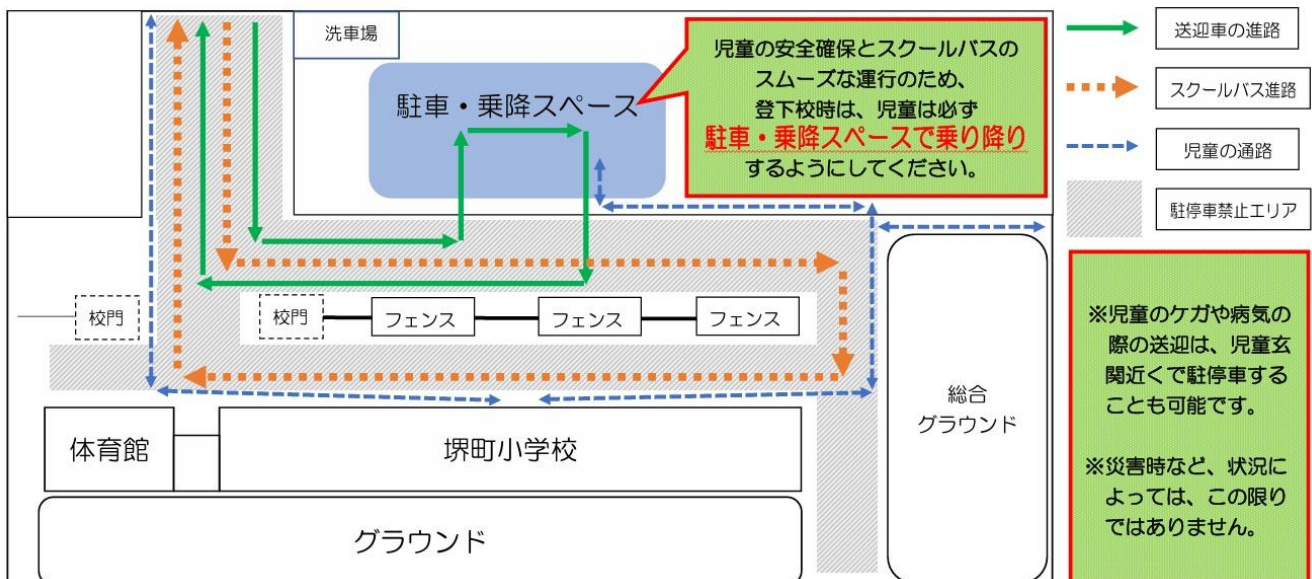 洗車場
駐車・乗降スペース
児童の安全確保とスクールバスの
スムーズな運行のため、
登下校時は、児童は必ず
駐車・乗降スペースで乗り降り
するようにしてください。
送迎車の進路
スクールバス進路
児童の通路
駐停車禁止エリア
校門
校門
フェンス
フェンス
フェンス
※児童のケガや病気の
際の送迎は、児童玄
関近くで駐停車する
ことも可能です。
※災害時など、状況に
よっては、この限り
ではありません。
総合
グラウンド
体育館
堺町小学校
グラウンド